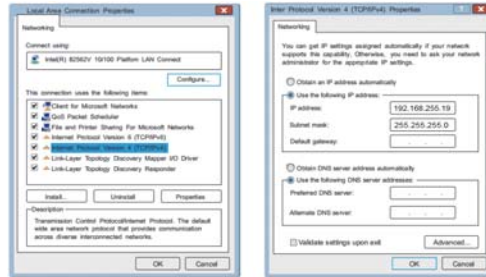 Local Area Connection Properties
Networking
Connect using:
Intel(R) 82562V 10/100 Platfom LAN Connect
Configure...
This connection uses the following items:
Client for Microsoft Networks
QoS Packet Scheduler
File and Printer Sharing For Microsoft Networks
Internet Protocol Version 6 (TCP/IPv6)
Internet Protocol Version 4 (TCP/IPv4)
Link-Layer Topology Discovery Mapper I/O Driver
Link-Layer Topology Discovery Responder
Install...
Uninstall
Properties
Description
Transmission Control Protocol/Internet Protocol. The default
wide area network protocol that provides communication
across diverse interconnected networks.
OK
Cancel
Inter Protocol Version 4 (TCP/IPv4) Properties
Networking
You can get IP settings assigned automatically if your network
supports this capability. Otherwise, you need to ask your network
administrator for the appropriate IP settings.
Obtain an IP address automatically
Use the following IP address:
IP address:
192.168.255.19
Subnet mask:
255.255.255.0
Default gateway:
Obtain DNS server address automatically
Use the following DNS server addresses:
Preferred DNS server:
Alternate DNS server:
Validate settings upon exit
Advanced...
OK
Cancel